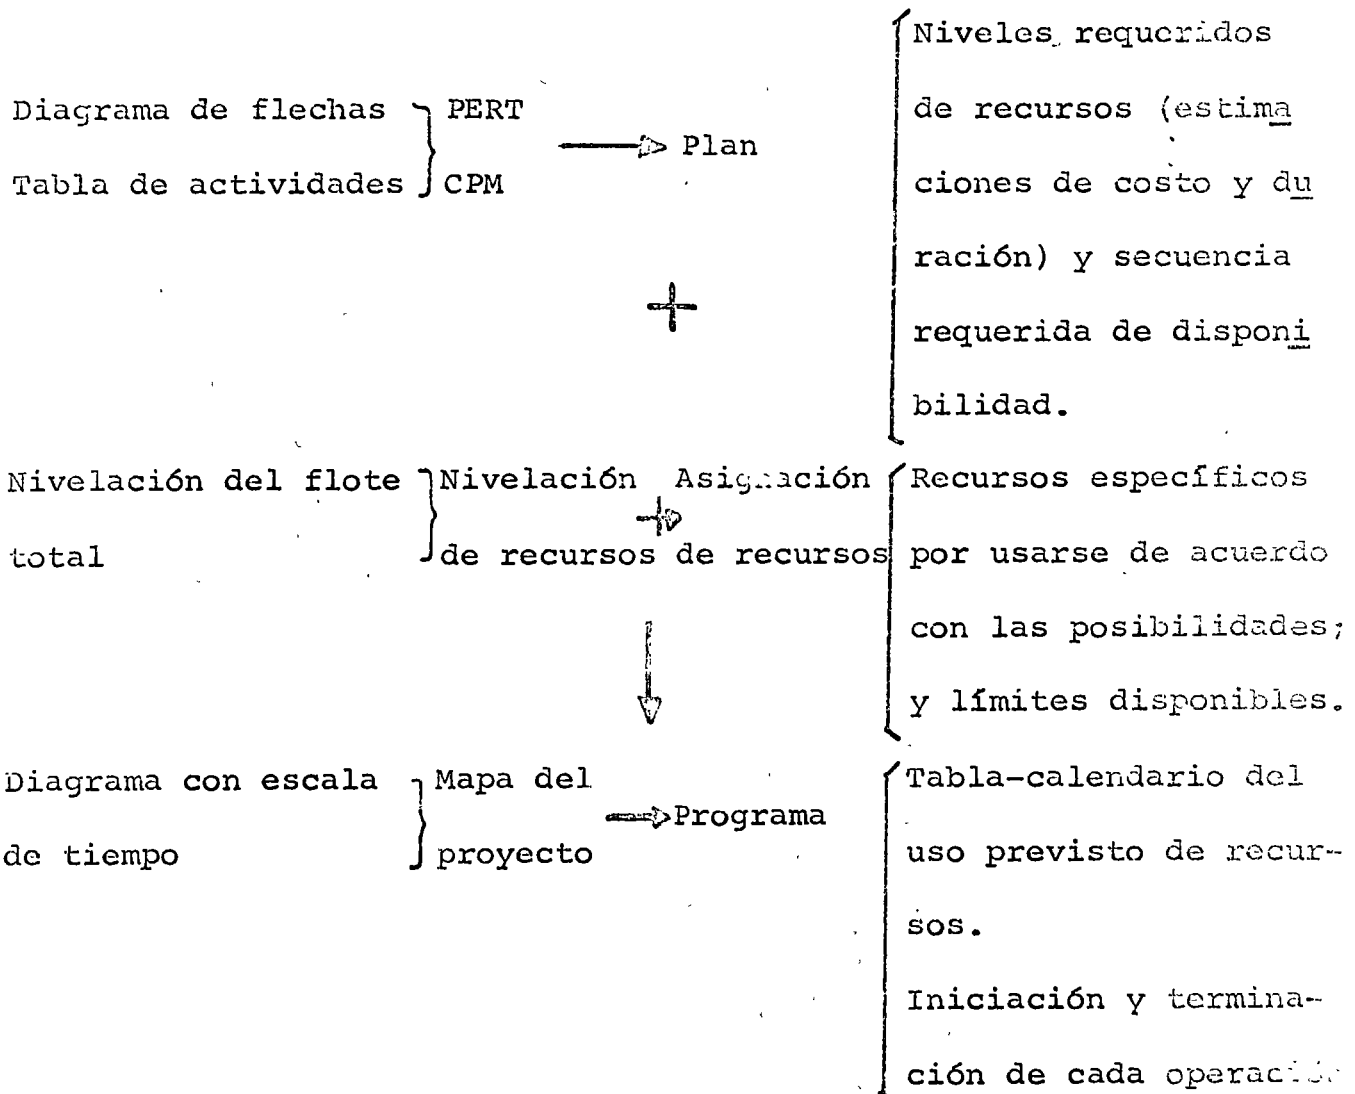 Diagrama de flechas PERT
Tabla de actividades CPM
Plan
Niveles requeridos
de recursos (estima
ciones de costo y du
ración) y secuencia
requerida de disponi
bilidad.
+
Nivelación del flote
total
Nivelación
de recursos
Asignación
de recursos
Recursos específicos
por usarse de acuerdo
con las posibilidades;
y límites disponibles.
Diagrama con escala
de tiempo
Mapa del
proyecto
Programa
Tabla-calendario del
uso previsto de recur-
sos.
Iniciación y termina-
ción de cada